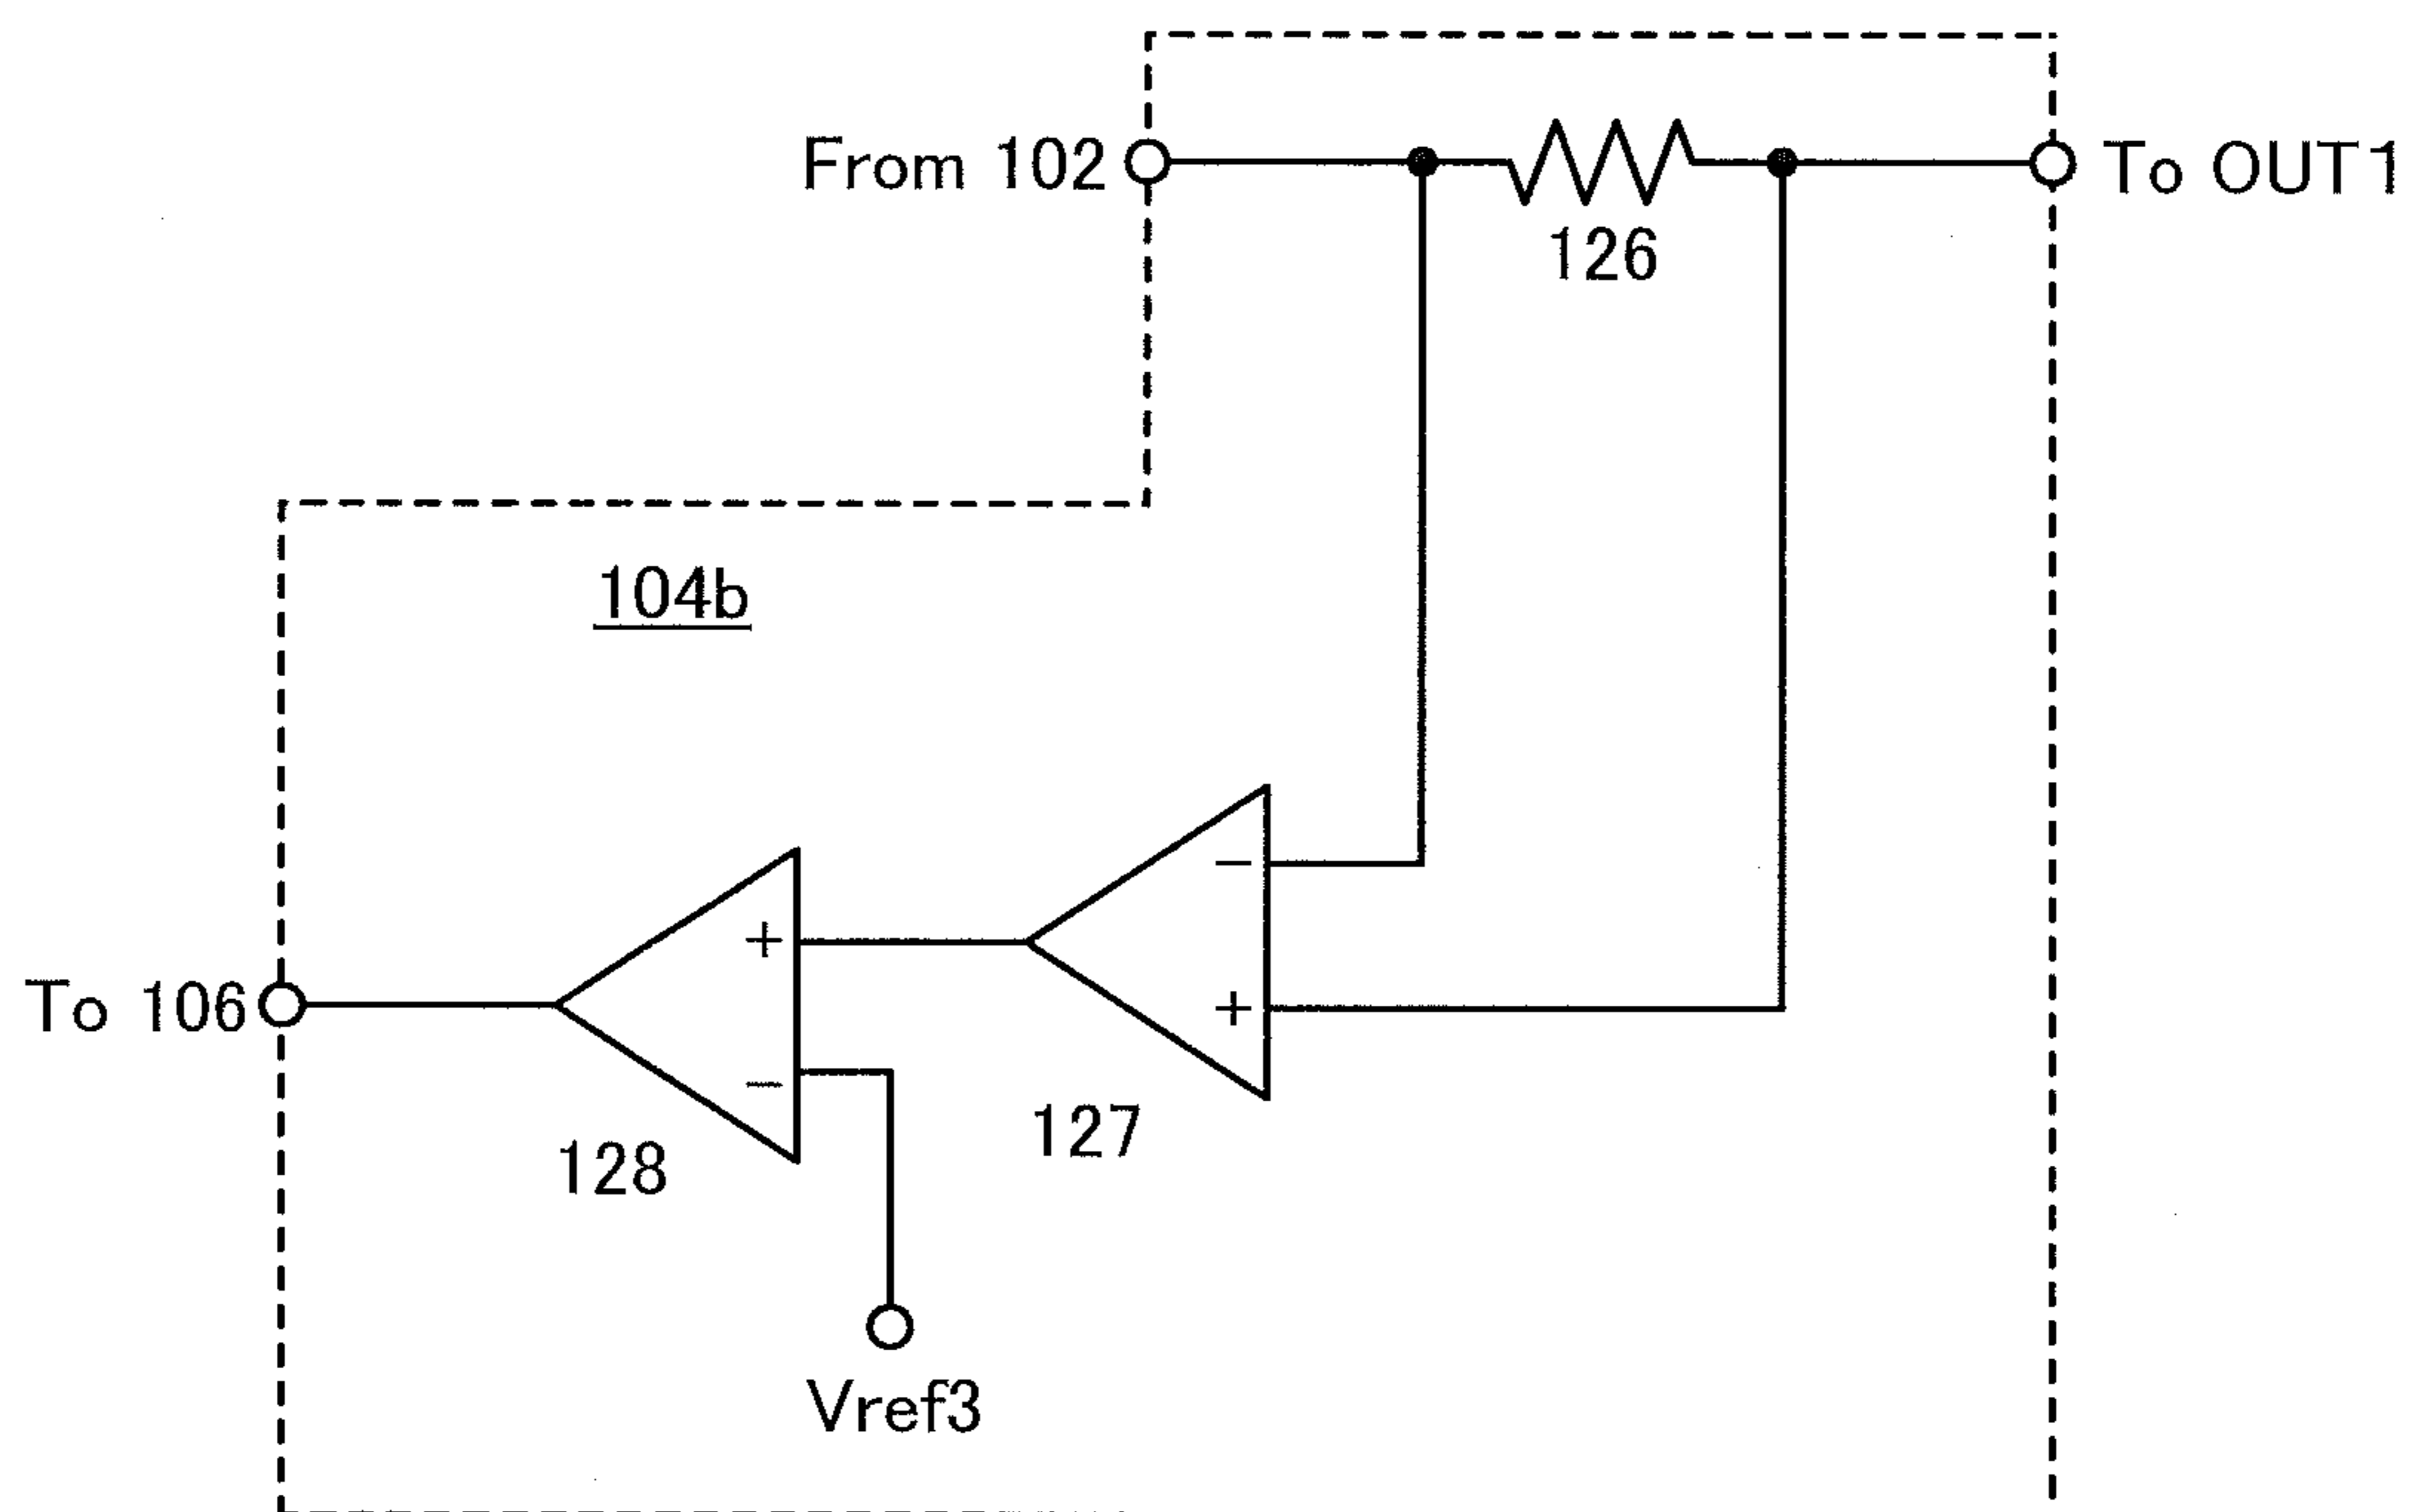 From 102
To OUT1
126
104b
−
+
+
To 106
−
127
128
Vref3